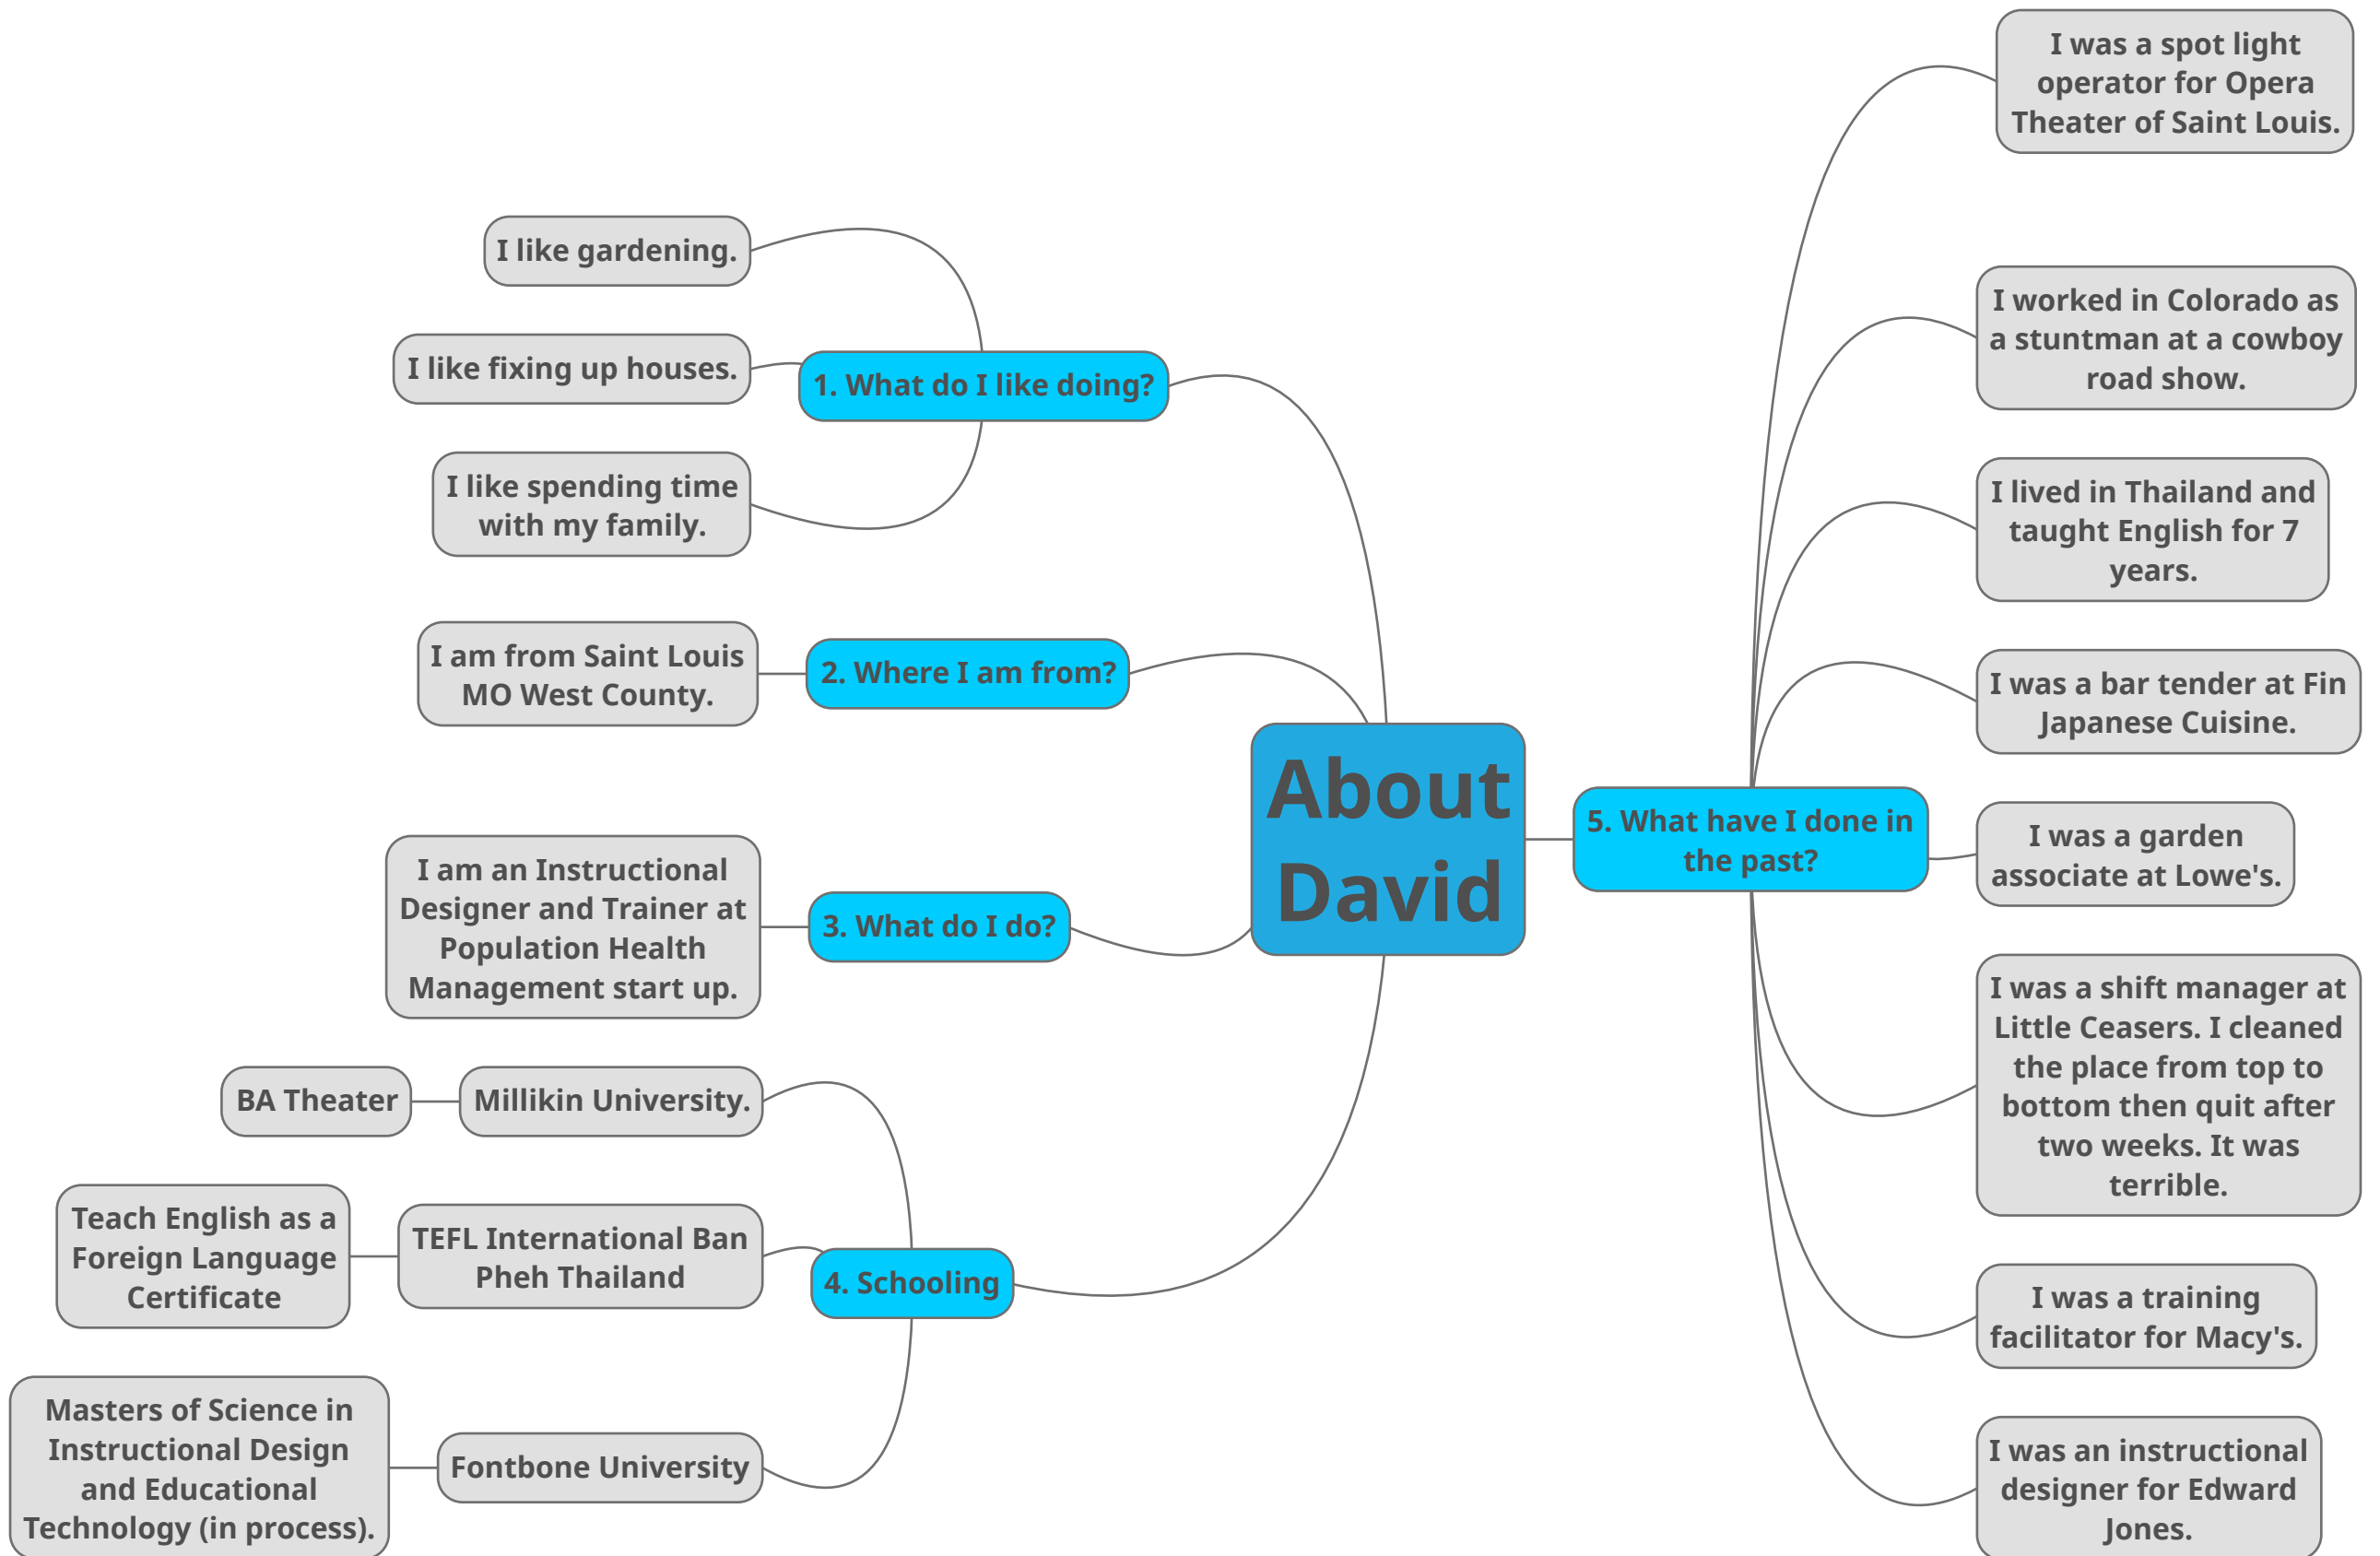 About
David
1. What do I like doing?
I like gardening.
I like fixing up houses.
I like spending time
with my family.
2. Where I am from?
I am from Saint Louis
MO West County.
3. What do I do?
I am an Instructional
Designer and Trainer at
Population Health
Management start up.
4. Schooling
Millikin University.
BA Theater
TEFL International Ban
Pheh Thailand
Teach English as a
Foreign Language
Certificate
Fontbone University
Masters of Science in
Instructional Design
and Educational
Technology (in process).
5. What have I done in
the past?
I was a spot light
operator for Opera
Theater of Saint Louis.
I worked in Colorado as
a stuntman at a cowboy
road show.
I lived in Thailand and
taught English for 7
years.
I was a bar tender at Fin
Japanese Cuisine.
I was a garden
associate at Lowe's.
I was a shift manager at
Little Ceasers. I cleaned
the place from top to
bottom then quit after
two weeks. It was
terrible.
I was a training
facilitator for Macy's.
I was an instructional
designer for Edward
Jones.